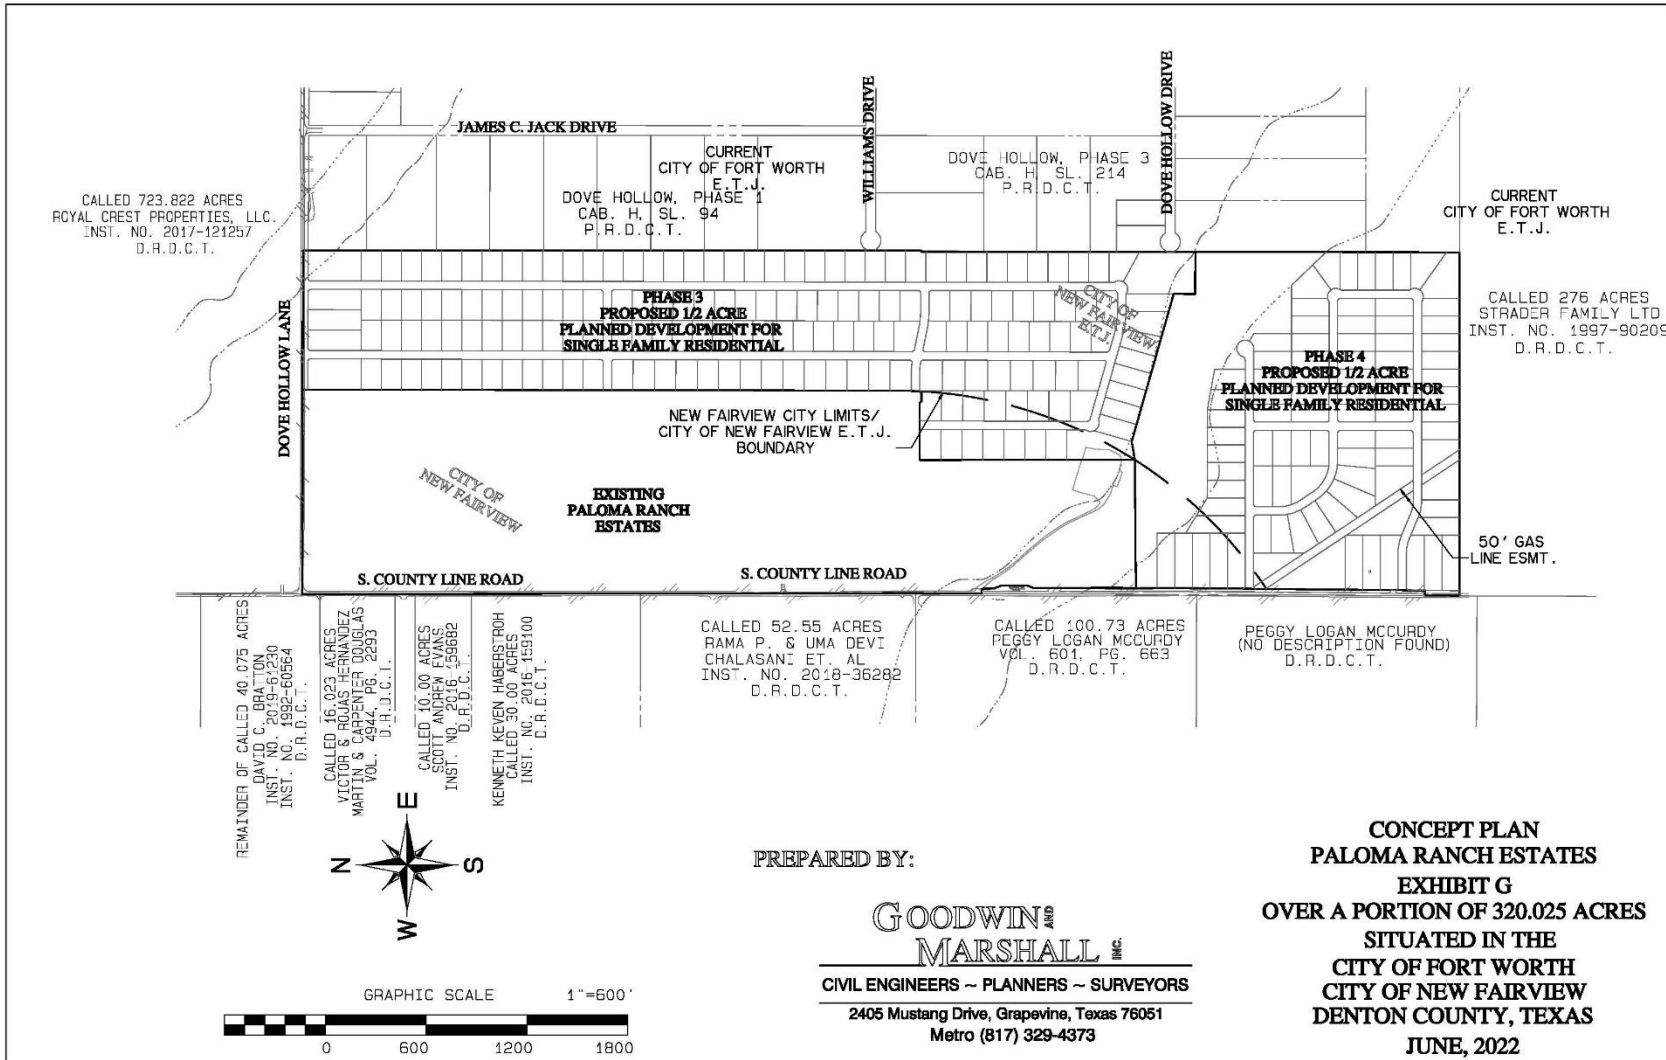 JAMES C. JACK DRIVE
WILLIAMS DRIVE
DOVE HOLLOW DRIVE
CURRENT
CITY OF FORT WORTH
E.T.J.
DOVE HOLLOW, PHASE 1
CAB. H, SL. 94
P.R.D.C.T.
DOVE HOLLOW, PHASE 3
CAB. H, SL. 214
P.R.D.C.T.
CALLED 723.822 ACRES
ROYAL CREST PROPERTIES, LLC.
INST. NO. 2017-121257
D.R.D.C.T.
CURRENT
CITY OF FORT WORTH
E.T.J.
DOVE HOLLOW LANE
PHASE 3
PROPOSED 1/2 ACRE
PLANNED DEVELOPMENT FOR
SINGLE FAMILY RESIDENTIAL
CITY OF
NEW FAIRVIEW
E.T.J.
CALLED 276 ACRES
STRADER FAMILY LTD
INST. NO. 1997-90209
D.R.D.C.T.
PHASE 4
PROPOSED 1/2 ACRE
PLANNED DEVELOPMENT FOR
SINGLE FAMILY RESIDENTIAL
NEW FAIRVIEW CITY LIMITS/
CITY OF NEW FAIRVIEW E.T.J.
BOUNDARY
CITY OF
NEW FAIRVIEW
EXISTING
PALOMA RANCH
ESTATES
50' GAS
LINE ESMT.
S. COUNTY LINE ROAD
S. COUNTY LINE ROAD
REMAINDER OF CALLED 40.075 ACRES
DAVID C. BRATTON
INST. NO. 2019-61230
INST. NO. 1992-60564
D.R.D.C.T.
CALLED 16.023 ACRES
VICTOR & ROJAS HERNANDEZ
MARTIN & CARPENTER DOUGLAS
VOL. 4944, PG. 2293
D.R.D.C.T.
CALLED 10.00 ACRES
SCOTT ANDREW EVANS
INST. NO. 2016-159682
D.R.D.C.T.
KENNETH KEVEN HABERSTROH
CALLED 30.00 ACRES
INST. NO. 2016-159100
D.R.D.C.T.
CALLED 52.55 ACRES
RAMA P. & UMA DEVI
CHALASANI ET. AL
INST. NO. 2018-36282
D.R.D.C.T.
CALLED 100.73 ACRES
PEGGY LOGAN MCCURDY
VOL. 601, PG. 663
D.R.D.C.T.
PEGGY LOGAN MCCURDY
(NO DESCRIPTION FOUND)
D.R.D.C.T.
N
E
S
W
GRAPHIC SCALE 1"=600'
0 600 1200 1800
PREPARED BY:
GOODWIN AND
MARSHALL INC.
CIVIL ENGINEERS ~ PLANNERS ~ SURVEYORS
2405 Mustang Drive, Grapevine, Texas 76051
Metro (817) 329-4373
CONCEPT PLAN
PALOMA RANCH ESTATES
EXHIBIT G
OVER A PORTION OF 320.025 ACRES
SITUATED IN THE
CITY OF FORT WORTH
CITY OF NEW FAIRVIEW
DENTON COUNTY, TEXAS
JUNE, 2022